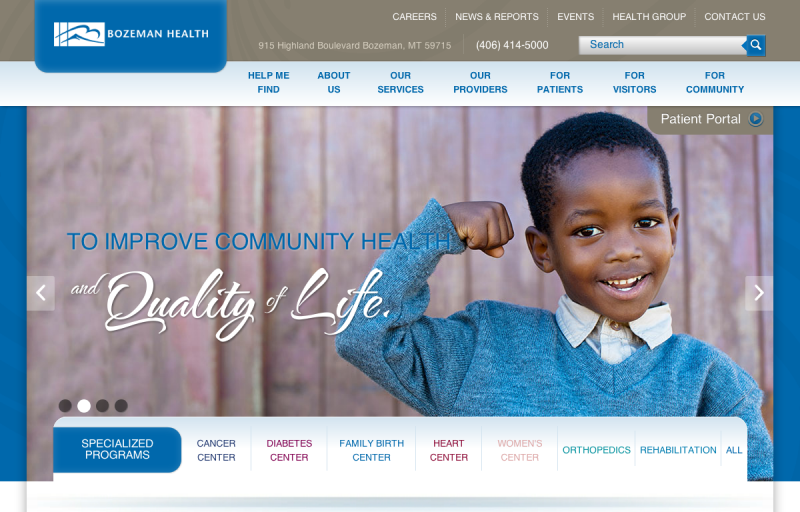 CAREERS NEWS & REPORTS EVENTS HEALTH GROUP CONTACT US
BOZEMAN HEALTH
915 Highland Boulevard Bozeman, MT 59715 (406) 414-5000 Search
HELP ME FIND
ABOUT US
OUR SERVICES
OUR PROVIDERS
FOR PATIENTS
FOR VISITORS
FOR COMMUNITY
Patient Portal
TO IMPROVE COMMUNITY HEALTH
and Quality of Life.
SPECIALIZED PROGRAMS
CANCER CENTER
DIABETES CENTER
FAMILY BIRTH CENTER
HEART CENTER
WOMEN'S CENTER
ORTHOPEDICS
REHABILITATION
ALL